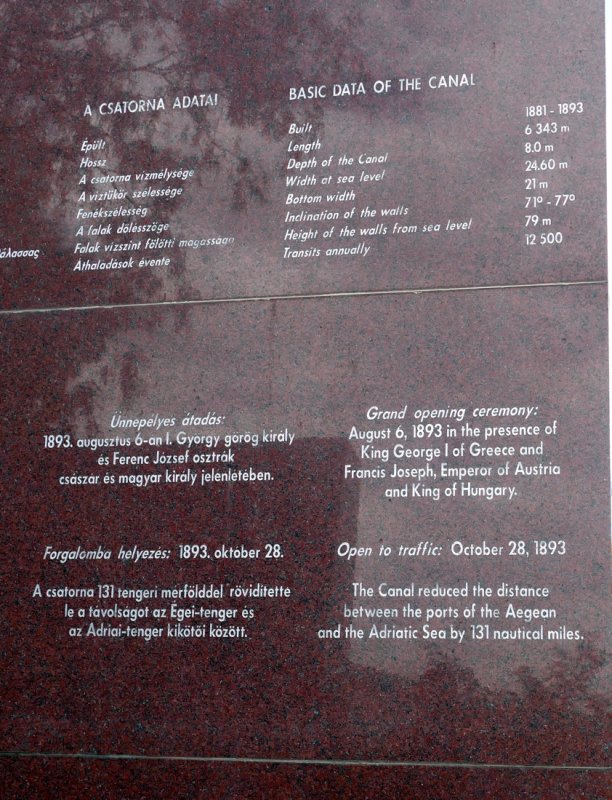 A CSATORNA ADATAI
Épült
Hossz
A csatorna vízmélysége
A víztükör szélessége
Fenékszélesség
A falak dőlésszöge
Falak vízszint fölötti magassága
Áthaladások évente
BASIC DATA OF THE CANAL
Built 1881 - 1893
Length 6 343 m
Depth of the Canal 8.0 m
Width at sea level 24.60 m
Bottom width 21 m
Inclination of the walls 71º - 77º
Height of the walls from sea level 79 m
Transits annually 12 500
Ünnepélyes átadás:
1893. augusztus 6-án I. György görög király
és Ferenc József osztrák
császár és magyar király jelenlétében.
Grand opening ceremony:
August 6, 1893 in the presence of
King George I of Greece and
Francis Joseph, Emperor of Austria
and King of Hungary.
Forgalomba helyezés: 1893. október 28.
A csatorna 131 tengeri mérfölddel rövidítette
le a távolságot az Égei-tenger és
az Adriai-tenger kikötői között.
Open to traffic: October 28, 1893
The Canal reduced the distance
between the ports of the Aegean
and the Adriatic Sea by 131 nautical miles.